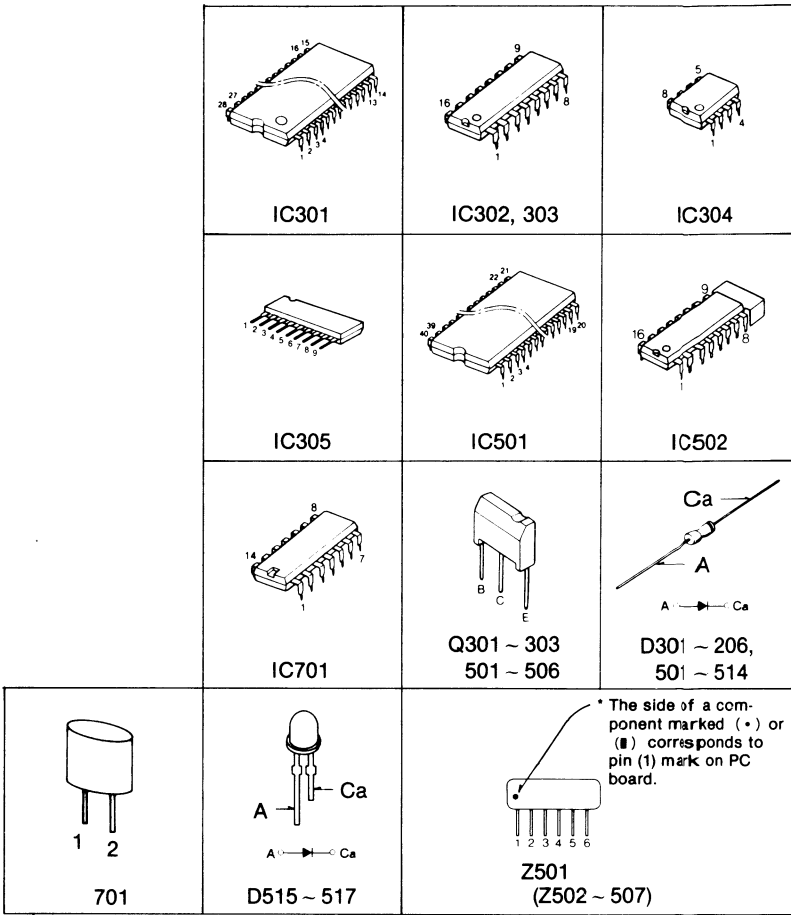 16 15
27
28
14
13
1 2 3 4
IC301
9
16
8
1
IC302, 303
5
8
4
1
IC304
1 2 3 4 5 6 7 8 9
IC305
22 21
39
40
19 20
1 2 3 4
IC501
9
16
8
1
IC502
8
14
7
1
IC701
B
C
E
Q301 ~ 303
501 ~ 506
Ca
A
A Ca
D301 ~ 206,
501 ~ 514
1 2
701
A
Ca
A Ca
D515 ~ 517
* The side of a com-
ponent marked (•) or
(▮) corresponds to
pin (1) mark on PC
board.
1 2 3 4 5 6
Z501
(Z502 ~ 507)